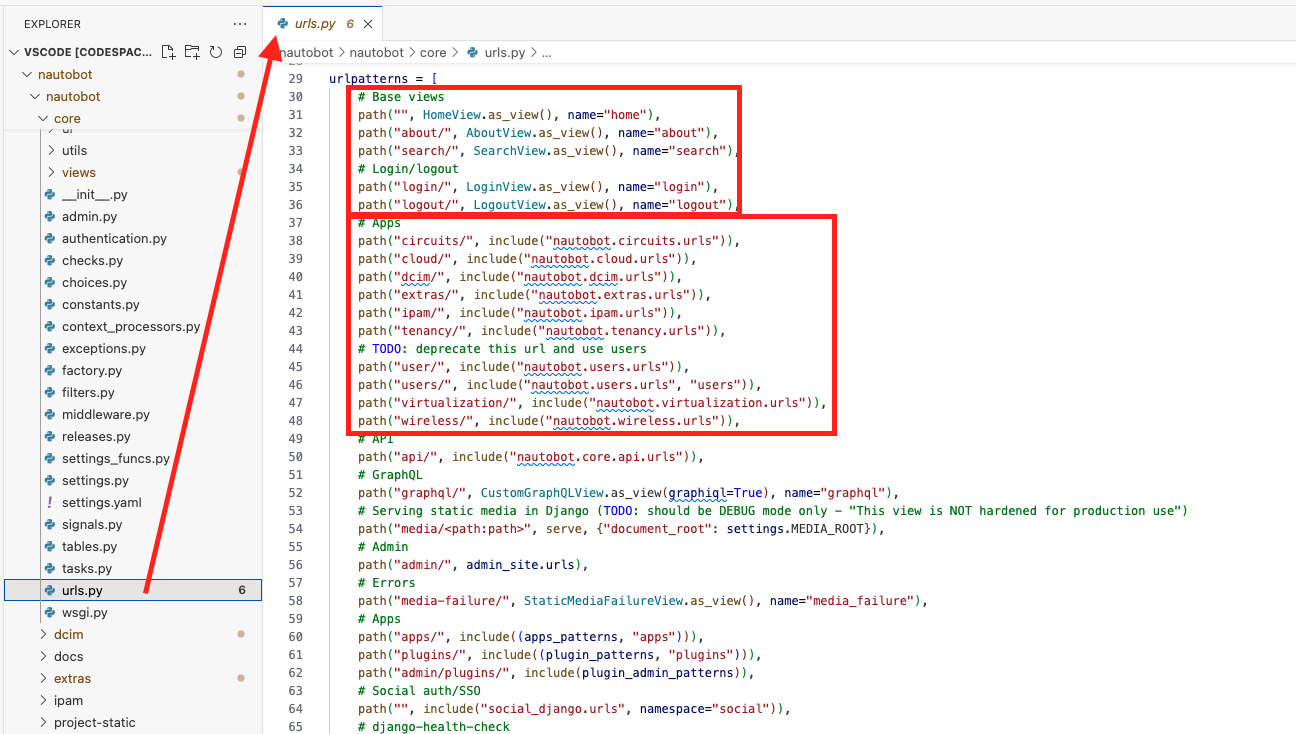 EXPLORER
...
urls.py 6
VSCODE [CODESPAC...
nautobot > nautobot > core > urls.py > ...
nautobot
nautobot
core
utils
views
__init__.py
admin.py
authentication.py
checks.py
choices.py
constants.py
context_processors.py
exceptions.py
factory.py
filters.py
middleware.py
releases.py
settings_funcs.py
settings.py
! settings.yaml
signals.py
tables.py
tasks.py
urls.py 6
wsgi.py
dcim
docs
extras
ipam
project-static
29 urlpatterns = [
30 # Base views
31 path("", HomeView.as_view(), name="home"),
32 path("about/", AboutView.as_view(), name="about"),
33 path("search/", SearchView.as_view(), name="search"),
34 # Login/logout
35 path("login/", LoginView.as_view(), name="login"),
36 path("logout/", LogoutView.as_view(), name="logout"),
37 # Apps
38 path("circuits/", include("nautobot.circuits.urls")),
39 path("cloud/", include("nautobot.cloud.urls")),
40 path("dcim/", include("nautobot.dcim.urls")),
41 path("extras/", include("nautobot.extras.urls")),
42 path("ipam/", include("nautobot.ipam.urls")),
43 path("tenancy/", include("nautobot.tenancy.urls")),
44 # TODO: deprecate this url and use users
45 path("user/", include("nautobot.users.urls")),
46 path("users/", include("nautobot.users.urls", "users")),
47 path("virtualization/", include("nautobot.virtualization.urls")),
48 path("wireless/", include("nautobot.wireless.urls")),
49 # API
50 path("api/", include("nautobot.core.api.urls")),
51 # GraphQL
52 path("graphql/", CustomGraphQLView.as_view(graphiql=True), name="graphql"),
53 # Serving static media in Django (TODO: should be DEBUG mode only - "This view is NOT hardened for production use")
54 path("media/<path:path>", serve, {"document_root": settings.MEDIA_ROOT}),
55 # Admin
56 path("admin/", admin_site.urls),
57 # Errors
58 path("media-failure/", StaticMediaFailureView.as_view(), name="media_failure"),
59 # Apps
60 path("apps/", include((apps_patterns, "apps"))),
61 path("plugins/", include((plugin_patterns, "plugins"))),
62 path("admin/plugins/", include(plugin_admin_patterns)),
63 # Social auth/SSO
64 path("", include("social_django.urls", namespace="social")),
65 # django-health-check